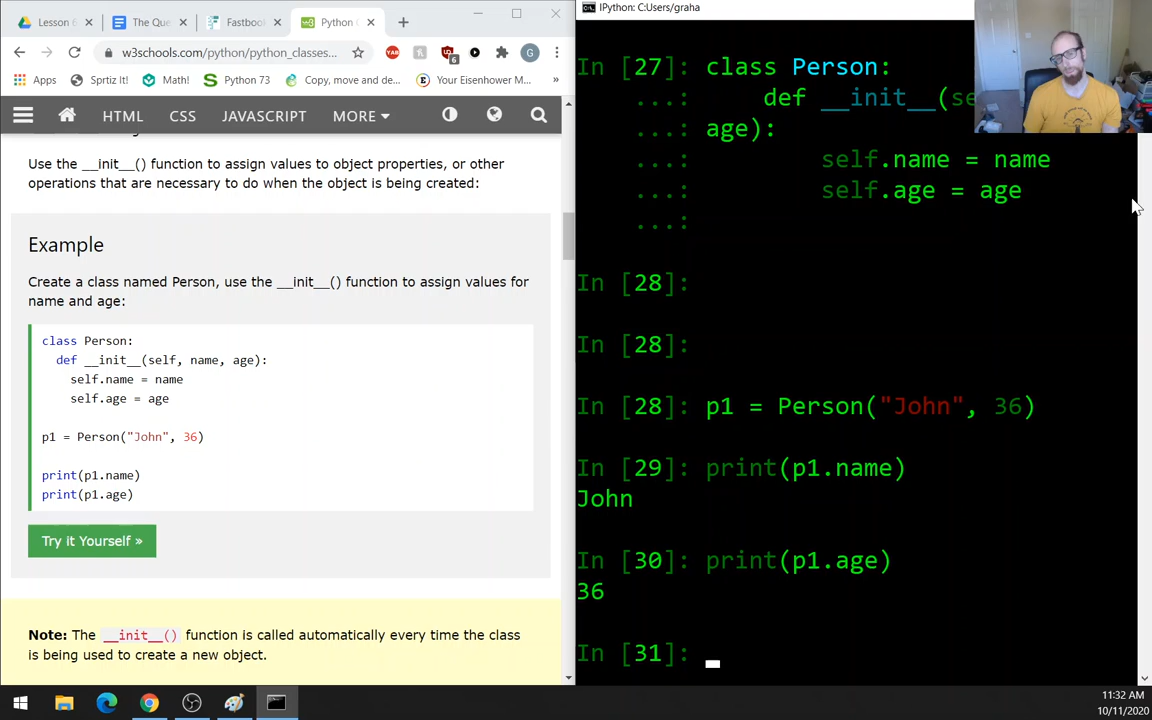 Lesson 6.
The Que
Fastbook
Python C
w3schools.com/python/python_classes...
YAB
6
G
Apps
Sprtiz It!
Math!
Python 73
Copy, move and de...
Your Eisenhower M...
HTML
CSS
JAVASCRIPT
MORE
Use the __init__() function to assign values to object properties, or other
operations that are necessary to do when the object is being created:
Example
Create a class named Person, use the __init__() function to assign values for
name and age:
class Person:
def __init__(self, name, age):
self.name = name
self.age = age
p1 = Person("John", 36)
print(p1.name)
print(p1.age)
Try it Yourself »
Note: The __init__() function is called automatically every time the class
is being used to create a new object.
IPython: C:Users/graha
In [27]: class Person:
...: def __init__(se
...: age):
...: self.name = name
...: self.age = age
...:
In [28]:
In [28]:
In [28]: p1 = Person("John", 36)
In [29]: print(p1.name)
John
In [30]: print(p1.age)
36
In [31]:
11:32 AM
10/11/2020